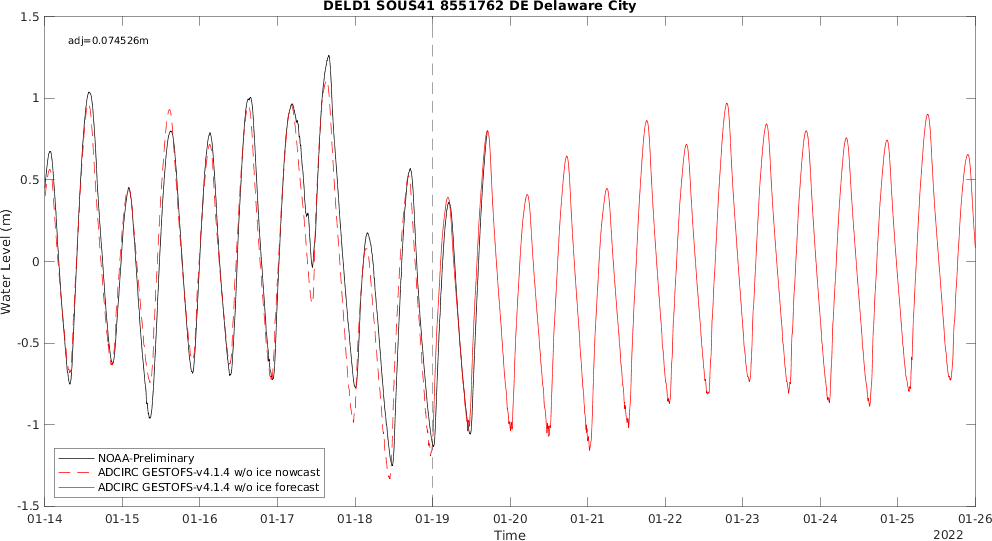 DELD1 SOUS41 8551762 DE Delaware City
adj=0.074526m
1.5
1
0.5
0
-0.5
-1
-1.5
Water Level (m)
NOAA-Preliminary
ADCIRC GESTOFS-v4.1.4 w/o ice nowcast
ADCIRC GESTOFS-v4.1.4 w/o ice forecast
01-14 01-15 01-16 01-17 01-18 01-19 01-20 01-21 01-22 01-23 01-24 01-25 01-26
Time
2022